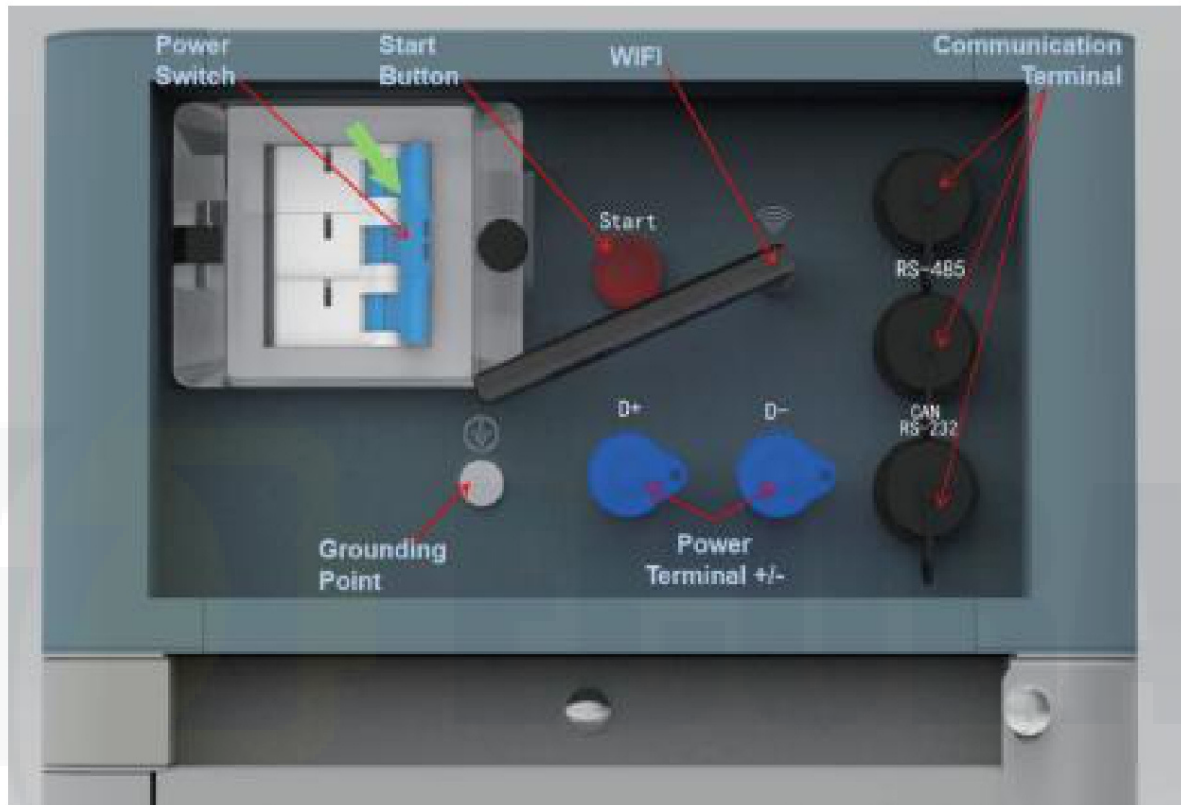 Power
Switch
Start
Button
WIFI
Communication
Terminal
Start
RS-485
D+
D-
CAN
RS-232
Grounding
Point
Power
Terminal +/-